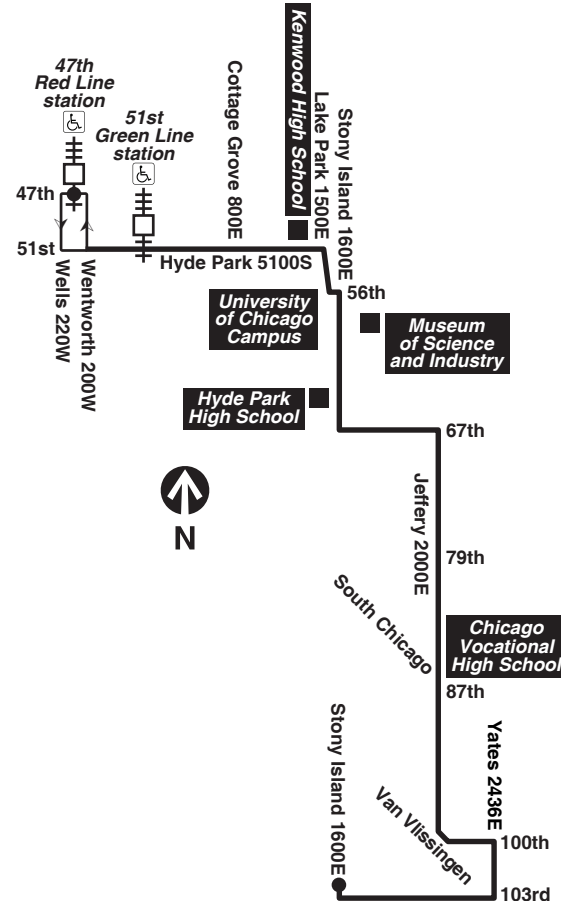 47th
Red Line
station
51st
Green Line
station
Cottage Grove 800E
Kenwood High School
Lake Park 1500E
Stony Island 1600E
47th
51st
Hyde Park 5100S
Wells 220W
Wentworth 200W
56th
University
of Chicago
Campus
Museum
of Science
and Industry
Hyde Park
High School
67th
N
Jeffery 2000E
79th
South Chicago
Chicago
Vocational
High School
87th
Stony Island 1600E
Yates 2436E
Van Vlissingen
100th
103rd